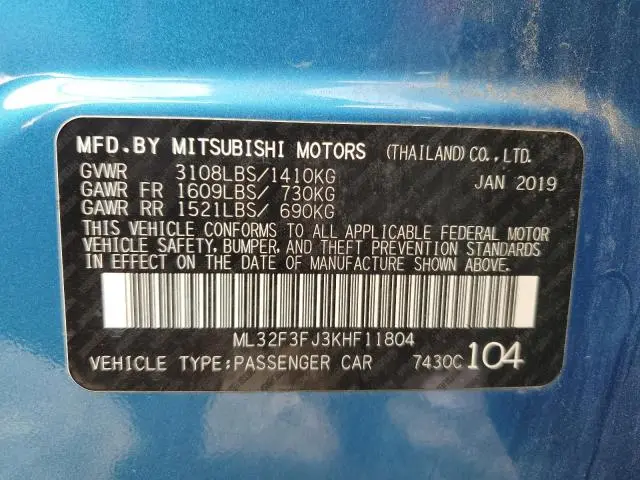 MFD.BY MITSUBISHI MOTORS (THAILAND) CO.,LTD.
GVWR 3108LBS/1410KG JAN 2019
GAWR FR 1609LBS/ 730KG
GAWR RR 1521LBS/ 690KG
THIS VEHICLE CONFORMS TO ALL APPLICABLE FEDERAL MOTOR
VEHICLE SAFETY, BUMPER, AND THEFT PREVENTION STANDARDS
IN EFFECT ON THE DATE OF MANUFACTURE SHOWN ABOVE.
ML32F3FJ3KHF11804
VEHICLE TYPE:PASSENGER CAR 7430C 104